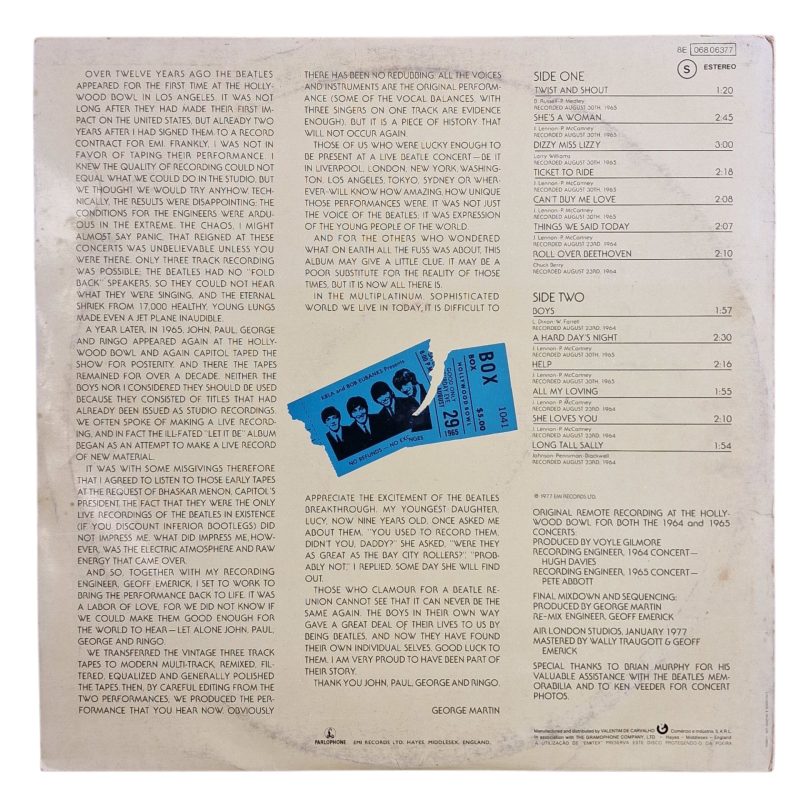 8E 068 06377
S ESTEREO
OVER TWELVE YEARS AGO THE BEATLES
APPEARED FOR THE FIRST TIME AT THE HOLLY-
WOOD BOWL IN LOS ANGELES. IT WAS NOT
LONG AFTER THEY HAD MADE THEIR FIRST IM-
PACT ON THE UNITED STATES, BUT ALREADY TWO
YEARS AFTER I HAD SIGNED THEM TO A RECORD
CONTRACT FOR EMI. FRANKLY, I WAS NOT IN
FAVOR OF TAPING THEIR PERFORMANCE. I
KNEW THE QUALITY OF RECORDING COULD NOT
EQUAL WHAT WE COULD DO IN THE STUDIO, BUT
WE THOUGHT WE WOULD TRY ANYHOW. TECH-
NICALLY, THE RESULTS WERE DISAPPOINTING; THE
CONDITIONS FOR THE ENGINEERS WERE ARDU-
OUS IN THE EXTREME. THE CHAOS, I MIGHT
ALMOST SAY PANIC, THAT REIGNED AT THESE
CONCERTS WAS UNBELIEVABLE UNLESS YOU
WERE THERE. ONLY THREE TRACK RECORDING
WAS POSSIBLE; THE BEATLES HAD NO "FOLD
BACK" SPEAKERS, SO THEY COULD NOT HEAR
WHAT THEY WERE SINGING, AND THE ETERNAL
SHRIEK FROM 17,000 HEALTHY, YOUNG LUNGS
MADE EVEN A JET PLANE INAUDIBLE.
A YEAR LATER, IN 1965, JOHN, PAUL, GEORGE
AND RINGO APPEARED AGAIN AT THE HOLLY-
WOOD BOWL AND AGAIN CAPITOL TAPED THE
SHOW FOR POSTERITY. AND THERE THE TAPES
REMAINED FOR OVER A DECADE. NEITHER THE
BOYS NOR I CONSIDERED THEY SHOULD BE USED
BECAUSE THEY CONSISTED OF TITLES THAT HAD
ALREADY BEEN ISSUED AS STUDIO RECORDINGS.
WE OFTEN SPOKE OF MAKING A LIVE RECORD-
ING, AND IN FACT THE ILL-FATED "LET IT BE" ALBUM
BEGAN AS AN ATTEMPT TO MAKE A LIVE RECORD
OF NEW MATERIAL.
IT WAS WITH SOME MISGIVINGS THEREFORE
THAT I AGREED TO LISTEN TO THOSE EARLY TAPES
AT THE REQUEST OF BHASKAR MENON, CAPITOL'S
PRESIDENT. THE FACT THAT THEY WERE THE ONLY
LIVE RECORDINGS OF THE BEATLES IN EXISTENCE
(IF YOU DISCOUNT INFERIOR BOOTLEGS) DID
NOT IMPRESS ME. WHAT DID IMPRESS ME, HOW-
EVER, WAS THE ELECTRIC ATMOSPHERE AND RAW
ENERGY THAT CAME OVER.
AND SO, TOGETHER WITH MY RECORDING
ENGINEER, GEOFF EMERICK, I SET TO WORK TO
BRING THE PERFORMANCE BACK TO LIFE. IT WAS
A LABOR OF LOVE, FOR WE DID NOT KNOW IF
WE COULD MAKE THEM GOOD ENOUGH FOR
THE WORLD TO HEAR—LET ALONE JOHN, PAUL,
GEORGE AND RINGO.
WE TRANSFERRED THE VINTAGE THREE TRACK
TAPES TO MODERN MULTI-TRACK, REMIXED, FIL-
TERED, EQUALIZED AND GENERALLY POLISHED
THE TAPES. THEN, BY CAREFUL EDITING FROM THE
TWO PERFORMANCES, WE PRODUCED THE PER-
FORMANCE THAT YOU HEAR NOW. OBVIOUSLY
THERE HAS BEEN NO REDUBBING. ALL THE VOICES
AND INSTRUMENTS ARE THE ORIGINAL PERFORM-
ANCE (SOME OF THE VOCAL BALANCES, WITH
THREE SINGERS ON ONE TRACK ARE EVIDENCE
ENOUGH). BUT IT IS A PIECE OF HISTORY THAT
WILL NOT OCCUR AGAIN.
THOSE OF US WHO WERE LUCKY ENOUGH TO
BE PRESENT AT A LIVE BEATLE CONCERT—BE IT
IN LIVERPOOL, LONDON, NEW YORK, WASHING-
TON, LOS ANGELES, TOKYO, SYDNEY OR WHER-
EVER—WILL KNOW HOW AMAZING, HOW UNIQUE
THOSE PERFORMANCES WERE. IT WAS NOT JUST
THE VOICE OF THE BEATLES, IT WAS EXPRESSION
OF THE YOUNG PEOPLE OF THE WORLD.
AND FOR THE OTHERS WHO WONDERED
WHAT ON EARTH ALL THE FUSS WAS ABOUT, THIS
ALBUM MAY GIVE A LITTLE CLUE. IT MAY BE A
POOR SUBSTITUTE FOR THE REALITY OF THOSE
TIMES, BUT IT IS NOW ALL THERE IS.
IN THE MULTIPLATINUM, SOPHISTICATED
WORLD WE LIVE IN TODAY, IT IS DIFFICULT TO
KRLA and BOB EUBANKS Presents
NO REFUNDS — NO EXCHANGES
GOOD ONLY
29
1965
HOLLYWOOD BOWL
BOX
BOX
$5.00
1041
APPRECIATE THE EXCITEMENT OF THE BEATLES
BREAKTHROUGH. MY YOUNGEST DAUGHTER,
LUCY, NOW NINE YEARS OLD, ONCE ASKED ME
ABOUT THEM, "YOU USED TO RECORD THEM,
DIDN'T YOU, DADDY?" SHE ASKED, "WERE THEY
AS GREAT AS THE BAY CITY ROLLERS?". "PROB-
ABLY NOT," I REPLIED. SOME DAY SHE WILL FIND
OUT.
THOSE WHO CLAMOUR FOR A BEATLE RE-
UNION CANNOT SEE THAT IT CAN NEVER BE THE
SAME AGAIN. THE BOYS IN THEIR OWN WAY
GAVE A GREAT DEAL OF THEIR LIVES TO US BY
BEING BEATLES, AND NOW THEY HAVE FOUND
THEIR OWN INDIVIDUAL SELVES. GOOD LUCK TO
THEM. I AM VERY PROUD TO HAVE BEEN PART OF
THEIR STORY.
THANK YOU JOHN, PAUL, GEORGE AND RINGO.
GEORGE MARTIN
SIDE ONE
TWIST AND SHOUT 1:20
B. Russell-P. Medley
RECORDED AUGUST 30TH, 1965
SHE'S A WOMAN 2:45
J. Lennon-P. McCartney
RECORDED AUGUST 30TH, 1965
DIZZY MISS LIZZY 3:00
Larry Williams
RECORDED AUGUST 30TH, 1965
TICKET TO RIDE 2:18
J. Lennon-P. McCartney
RECORDED AUGUST 30TH, 1965
CAN'T BUY ME LOVE 2:08
J. Lennon-P. McCartney
RECORDED AUGUST 30TH, 1965
THINGS WE SAID TODAY 2:07
J. Lennon-P. McCartney
RECORDED AUGUST 23RD, 1964
ROLL OVER BEETHOVEN 2:10
Chuck Berry
RECORDED AUGUST 23RD, 1964
SIDE TWO
BOYS 1:57
L. Dixon-W. Farrell
RECORDED AUGUST 23RD, 1964
A HARD DAY'S NIGHT 2:30
J. Lennon-P. McCartney
RECORDED AUGUST 30TH, 1965
HELP 2:16
J. Lennon-P. McCartney
RECORDED AUGUST 30TH, 1965
ALL MY LOVING 1:55
J. Lennon-P. McCartney
RECORDED AUGUST 23RD, 1964
SHE LOVES YOU 2:10
J. Lennon-P. McCartney
RECORDED AUGUST 23RD, 1964
LONG TALL SALLY 1:54
Johnson-Penniman-Blackwell
RECORDED AUGUST 23RD, 1964
℗ 1977 EMI RECORDS LTD.
ORIGINAL REMOTE RECORDING AT THE HOLLY-
WOOD BOWL FOR BOTH THE 1964 and 1965
CONCERTS
PRODUCED BY VOYLE GILMORE
RECORDING ENGINEER, 1964 CONCERT—
HUGH DAVIES
RECORDING ENGINEER, 1965 CONCERT—
PETE ABBOTT
FINAL MIXDOWN AND SEQUENCING:
PRODUCED BY GEORGE MARTIN
RE-MIX ENGINEER, GEOFF EMERICK
AIR LONDON STUDIOS, JANUARY 1977
MASTERED BY WALLY TRAUGOTT & GEOFF
EMERICK
SPECIAL THANKS TO BRIAN MURPHY FOR HIS
VALUABLE ASSISTANCE WITH THE BEATLES MEM-
ORABILIA AND TO KEN VEEDER FOR CONCERT
PHOTOS.
PARLOPHONE
EMI RECORDS LTD. HAYES, MIDDLESEX, ENGLAND.
Manufactured and distributed by VALENTIM DE CARVALHO Comércio e Indústria S.A.R.L.
In association with THE GRAMOPHONE COMPANY, LTD. — Hayes - Middlesex - England
A UTILIZAÇÃO DE "EMITEX" PRESERVA ESTE DISCO PROTEGENDO-O DA POEIRA